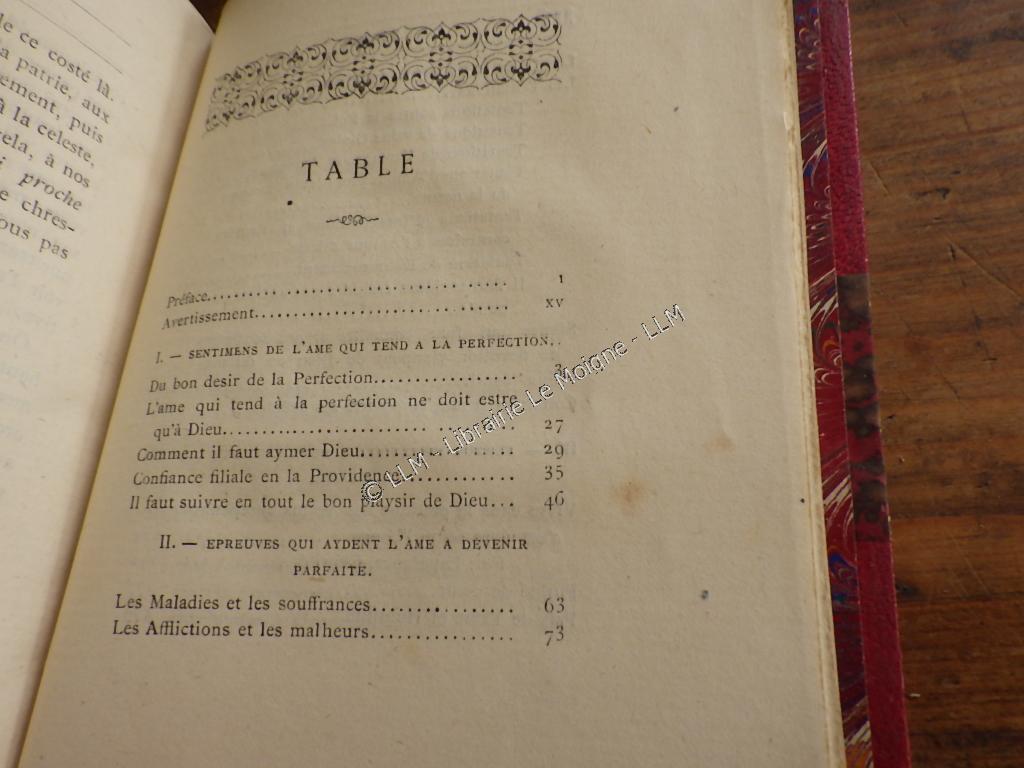 le ce costé là.
a patrie, aux
ement, puis
à la celeste,
ela, à nos
i proche
e chres-
ous pas
TABLE
Préface........ I
Avertissement........ XV
I. — SENTIMENS DE L'AME QUI TEND A LA PERFECTION..
Du bon desir de la Perfection........ 3
L'ame qui tend à la perfection ne doit estre
qu'à Dieu........ 27
Comment il faut aymer Dieu........ 29
Confiance filiale en la Providence........ 35
Il faut suivre en tout le bon playsir de Dieu... 46
II. — EPREUVES QUI AYDENT L'AME A DEVENIR
PARFAITE.
Les Maladies et les souffrances........ 63
Les Afflictions et les malheurs........ 73
© LLM - Librairie Le Moigne - LLM